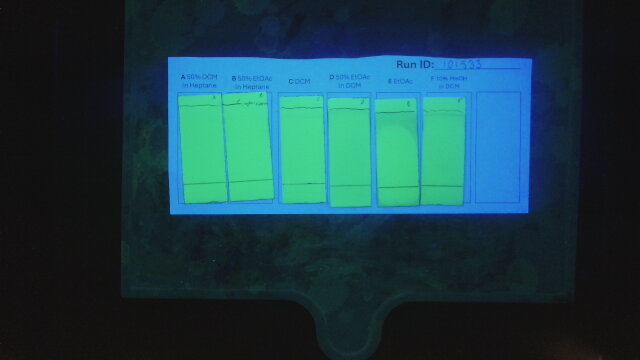 Run ID: 101533
A 50% DCM
in Heptane
B 50% EtOAc
in Heptane
C DCM
D 50% EtOAc
in DCM
E EtOAc
F 10% MeOH
in DCM